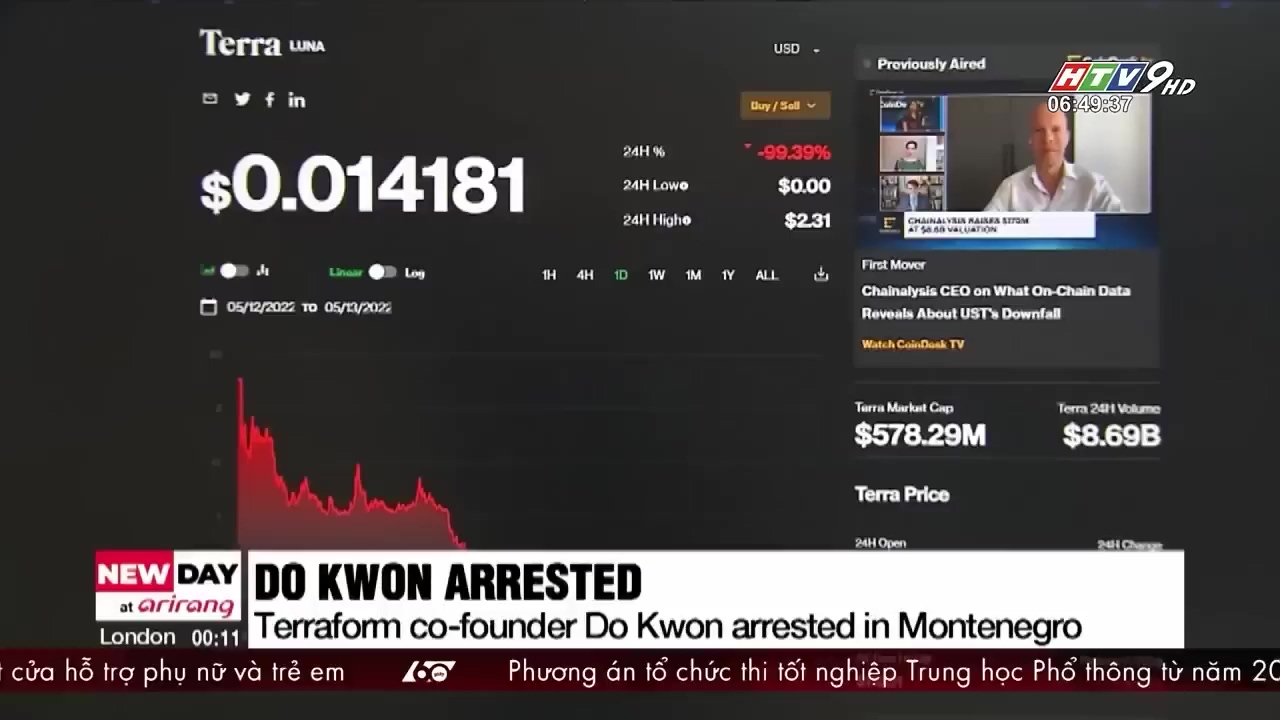 Terra LUNA
USD
Previously Aired
HTV9 HD
06:49:37
Buy / Sell
$0.014181
24H %
-99.39%
24H Low
$0.00
24H High
$2.31
CHAINALYSIS RAISES $170M
AT $8.6B VALUATION
Linear
Log
1H 4H 1D 1W 1M 1Y ALL
05/12/2022 TO 05/13/2022
First Mover
Chainalysis CEO on What On-Chain Data
Reveals About UST's Downfall
Watch CoinDesk TV
Terra Market Cap
Terra 24H Volume
$578.29M
$8.69B
Terra Price
24H Open
24H Change
NEW DAY
at arirang
DO KWON ARRESTED
Terraform co-founder Do Kwon arrested in Montenegro
London 00:11
cửa hỗ trợ phụ nữ và trẻ em
60 giây
Phương án tổ chức thi tốt nghiệp Trung học Phổ thông từ năm 20